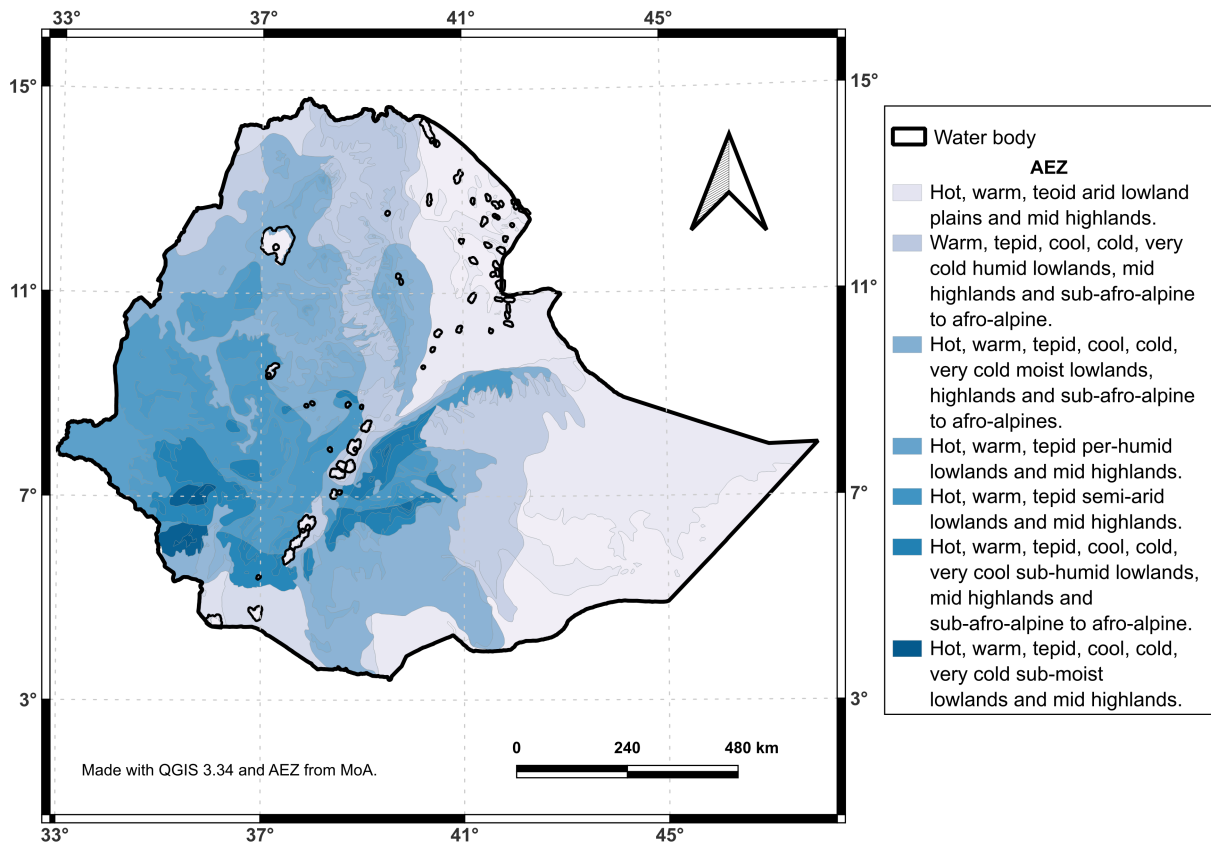 33°
37°
41°
45°
15°
15°
11°
11°
7°
7°
3°
3°
0
240
480 km
Made with QGIS 3.34 and AEZ from MoA.
33°
37°
41°
45°
Water body
AEZ
Hot, warm, teoid arid lowland
plains and mid highlands.
Warm, tepid, cool, cold, very
cold humid lowlands, mid
highlands and sub-afro-alpine
to afro-alpine.
Hot, warm, tepid, cool, cold,
very cold moist lowlands,
highlands and sub-afro-alpine
to afro-alpines.
Hot, warm, tepid per-humid
lowlands and mid highlands.
Hot, warm, tepid semi-arid
lowlands and mid highlands.
Hot, warm, tepid, cool, cold,
very cool sub-humid lowlands,
mid highlands and
sub-afro-alpine to afro-alpine.
Hot, warm, tepid, cool, cold,
very cold sub-moist
lowlands and mid highlands.